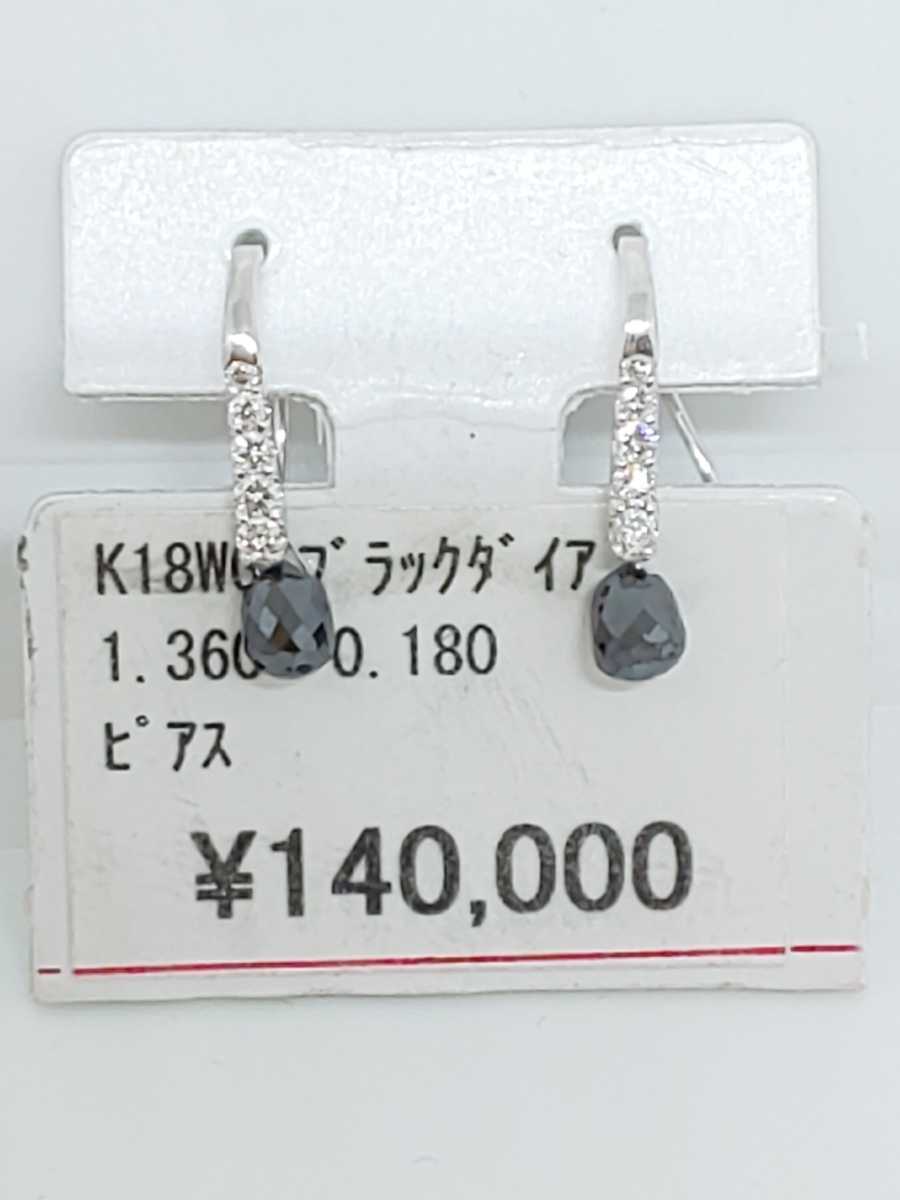 K18WG ﾌﾞﾗｯｸﾀﾞｲｱ
1.360 0.180
ﾋﾟｱｽ
¥140,000